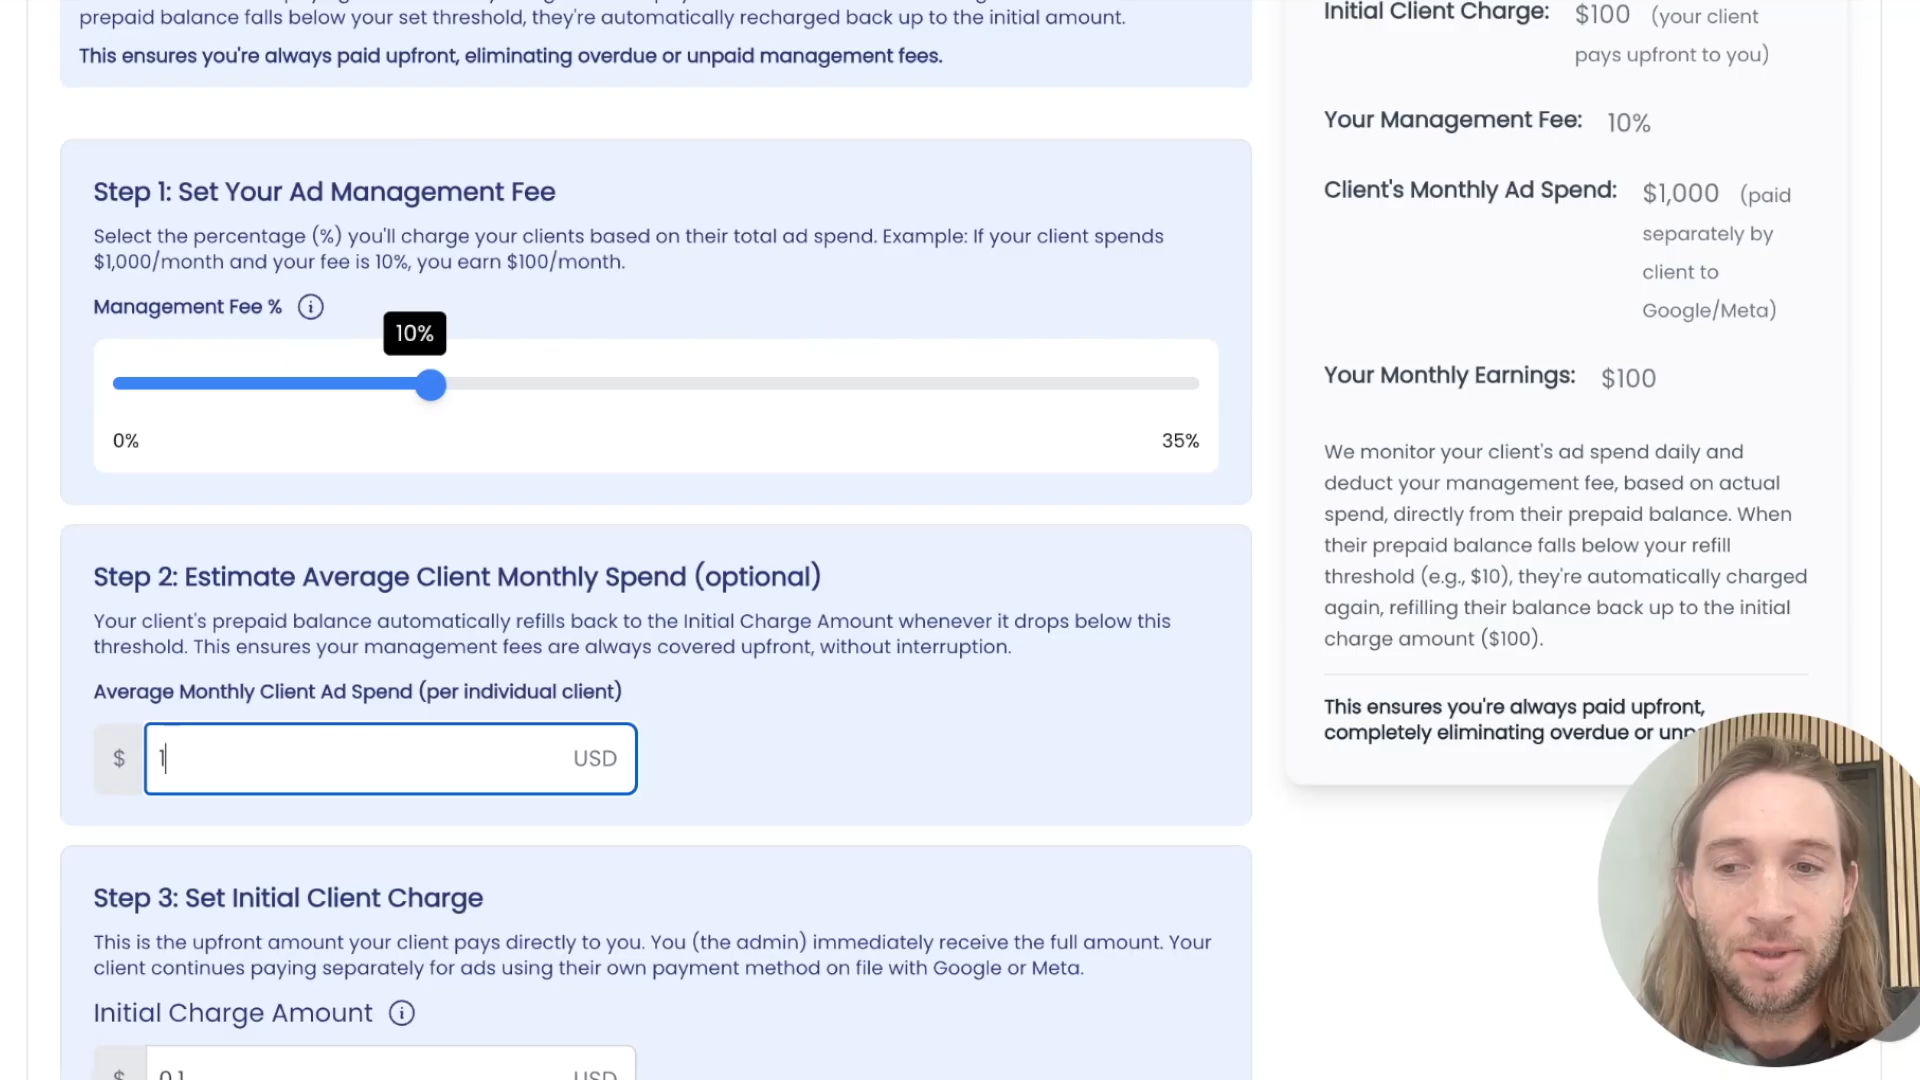 prepaid balance falls below your set threshold, they're automatically recharged back up to the initial amount.
This ensures you're always paid upfront, eliminating overdue or unpaid management fees.
Step 1: Set Your Ad Management Fee
Select the percentage (%) you'll charge your clients based on their total ad spend. Example: If your client spends
$1,000/month and your fee is 10%, you earn $100/month.
Management Fee % i
10%
0%
35%
Step 2: Estimate Average Client Monthly Spend (optional)
Your client's prepaid balance automatically refills back to the Initial Charge Amount whenever it drops below this
threshold. This ensures your management fees are always covered upfront, without interruption.
Average Monthly Client Ad Spend (per individual client)
$ 1 USD
Step 3: Set Initial Client Charge
This is the upfront amount your client pays directly to you. You (the admin) immediately receive the full amount. Your
client continues paying separately for ads using their own payment method on file with Google or Meta.
Initial Charge Amount i
$ 0.1 USD
Initial Client Charge: $100 (your client
pays upfront to you)
Your Management Fee: 10%
Client's Monthly Ad Spend: $1,000 (paid
separately by
client to
Google/Meta)
Your Monthly Earnings: $100
We monitor your client's ad spend daily and
deduct your management fee, based on actual
spend, directly from their prepaid balance. When
their prepaid balance falls below your refill
threshold (e.g., $10), they're automatically charged
again, refilling their balance back up to the initial
charge amount ($100).
This ensures you're always paid upfront,
completely eliminating overdue or